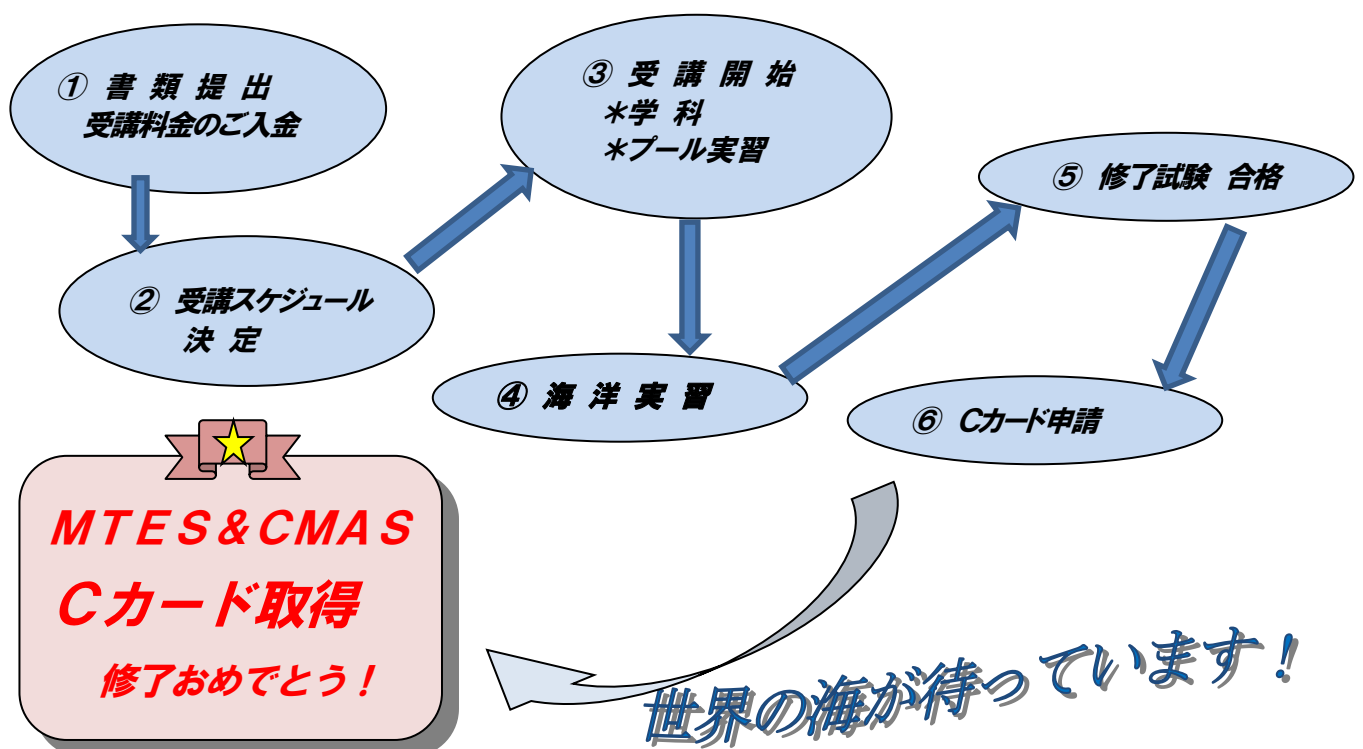 ① 書 類 提 出
受講料金のご入金
② 受講スケジュール
決 定
③ 受 講 開 始
＊学 科
＊プール実習
④ 海 洋 実 習
⑤ 修了試験 合格
⑥ Cカード申請
ＭＴＥＳ＆ＣＭＡＳ
Ｃカード取得
修了おめでとう！
世界の海が待っています！